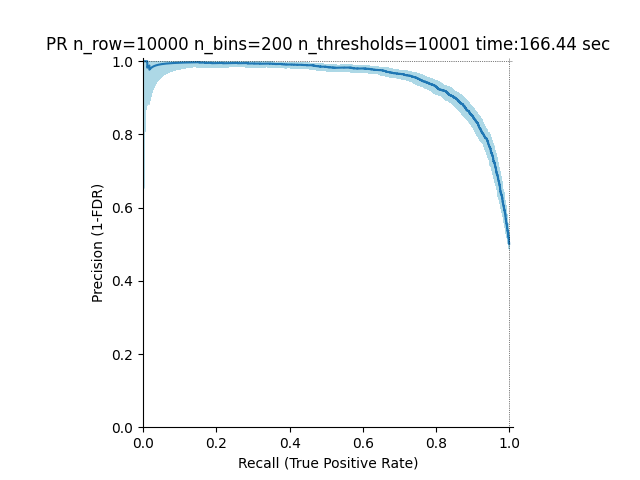 PR n_row=10000 n_bins=200 n_thresholds=10001 time:166.44 sec
1.0
0.8
0.6
0.4
0.2
0.0
Precision (1-FDR)
0.0 0.2 0.4 0.6 0.8 1.0
Recall (True Positive Rate)